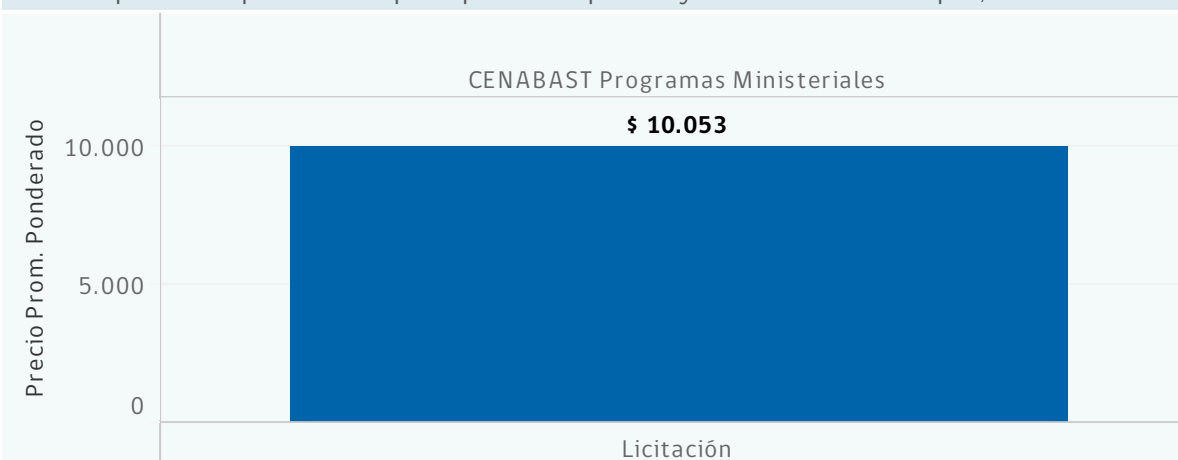 CENABAST Programas Ministeriales
$ 10.053
Precio Prom. Ponderado
10.000
5.000
0
Licitación